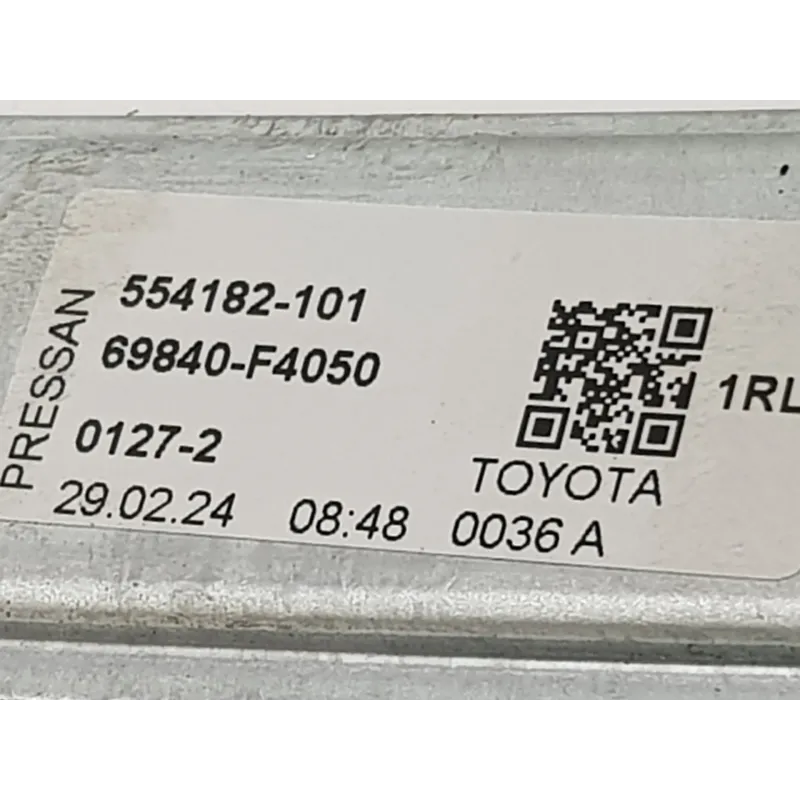 PRESSAN
554182-101
69840-F4050
0127-2
1RL
TOYOTA
29.02.24 08:48 0036 A